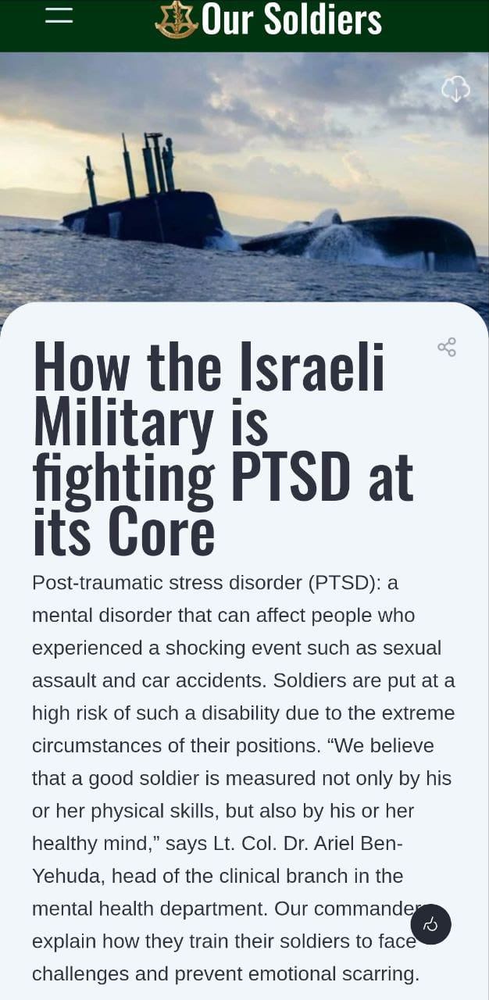 Our Soldiers
How the Israeli
Military is
fighting PTSD at
its Core
Post-traumatic stress disorder (PTSD): a
mental disorder that can affect people who
experienced a shocking event such as sexual
assault and car accidents. Soldiers are put at a
high risk of such a disability due to the extreme
circumstances of their positions. “We believe
that a good soldier is measured not only by his
or her physical skills, but also by his or her
healthy mind,” says Lt. Col. Dr. Ariel Ben-
Yehuda, head of the clinical branch in the
mental health department. Our commanders
explain how they train their soldiers to face
challenges and prevent emotional scarring.